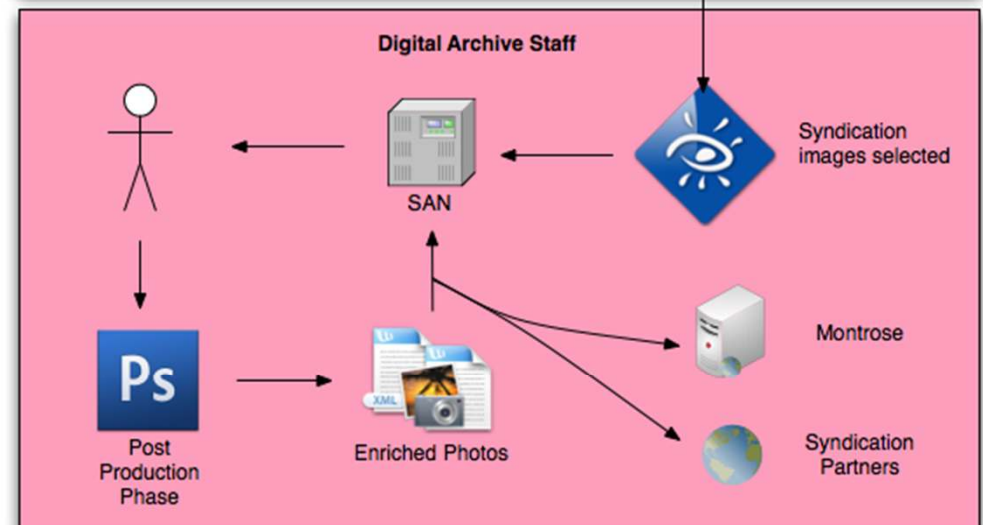 Digital Archive Staff
Syndication
images selected
SAN
Montrose
Ps
XML
Post
Production
Phase
Enriched Photos
Syndication
Partners